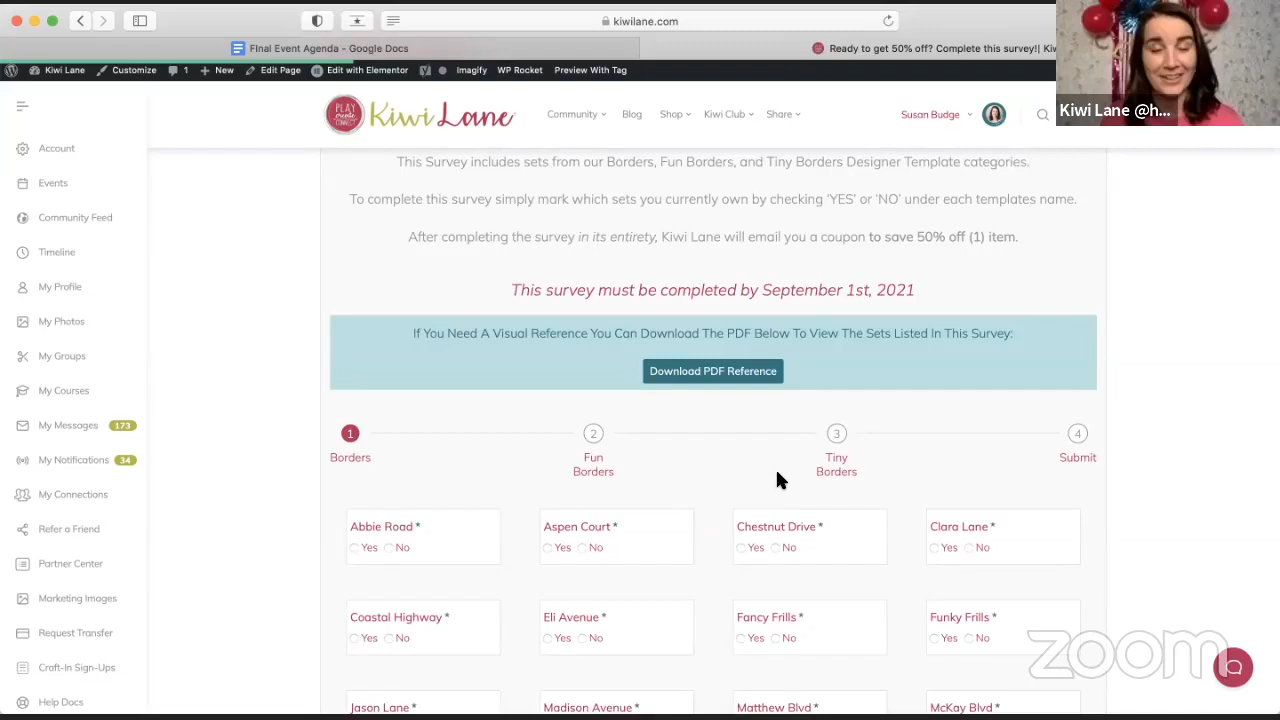 kiwilane.com
FInal Event Agenda - Google Docs
Ready to get 50% off? Complete this survey!| Kiw
Kiwi Lane
Customize
1
New
Edit Page
Edit with Elementor
Imagify
WP Rocket
Preview With Tag
Kiwi Lane @h...
PLAY
create
CONNECT
Kiwi Lane
Community
Blog
Shop
Kiwi Club
Share
Susan Budge
Account
Events
Community Feed
Timeline
My Profile
My Photos
My Groups
My Courses
My Messages 173
My Notifications 34
My Connections
Refer a Friend
Partner Center
Marketing Images
Request Transfer
Craft-In Sign-Ups
Help Docs
This Survey includes sets from our Borders, Fun Borders, and Tiny Borders Designer Template categories.
To complete this survey simply mark which sets you currently own by checking ‘YES’ or ‘NO’ under each templates name.
After completing the survey in its entirety, Kiwi Lane will email you a coupon to save 50% off (1) item.
This survey must be completed by September 1st, 2021
If You Need A Visual Reference You Can Download The PDF Below To View The Sets Listed In This Survey:
Download PDF Reference
1
Borders
2
Fun
Borders
3
Tiny
Borders
4
Submit
Abbie Road *
Yes No
Aspen Court *
Yes No
Chestnut Drive *
Yes No
Clara Lane *
Yes No
Coastal Highway *
Yes No
Eli Avenue *
Yes No
Fancy Frills *
Yes No
Funky Frills *
Yes No
Jason Lane *
Madison Avenue *
Matthew Blvd *
McKay Blvd *
zoom